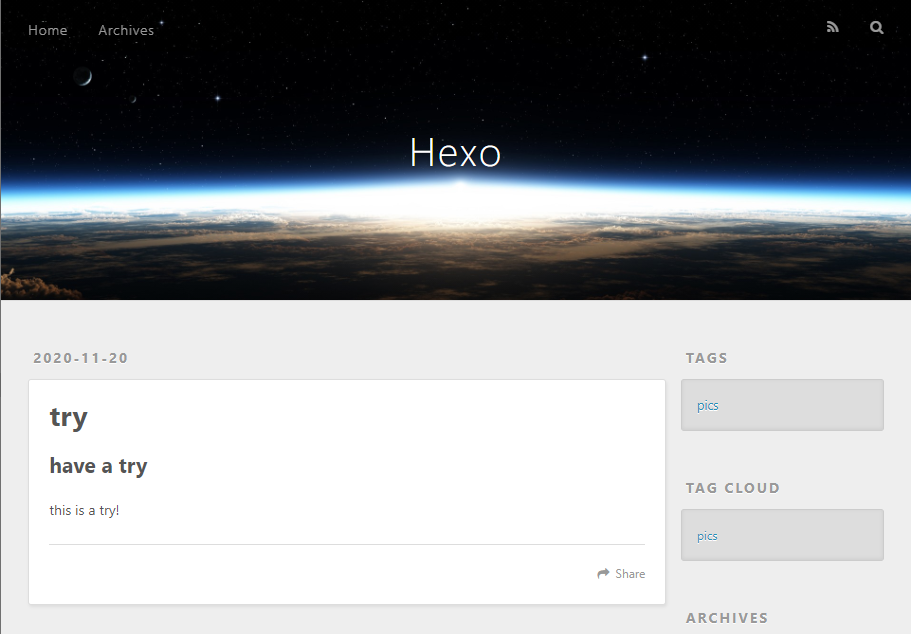 Home Archives
Hexo
2020-11-20
try
have a try
this is a try!
Share
TAGS
pics
TAG CLOUD
pics
ARCHIVES